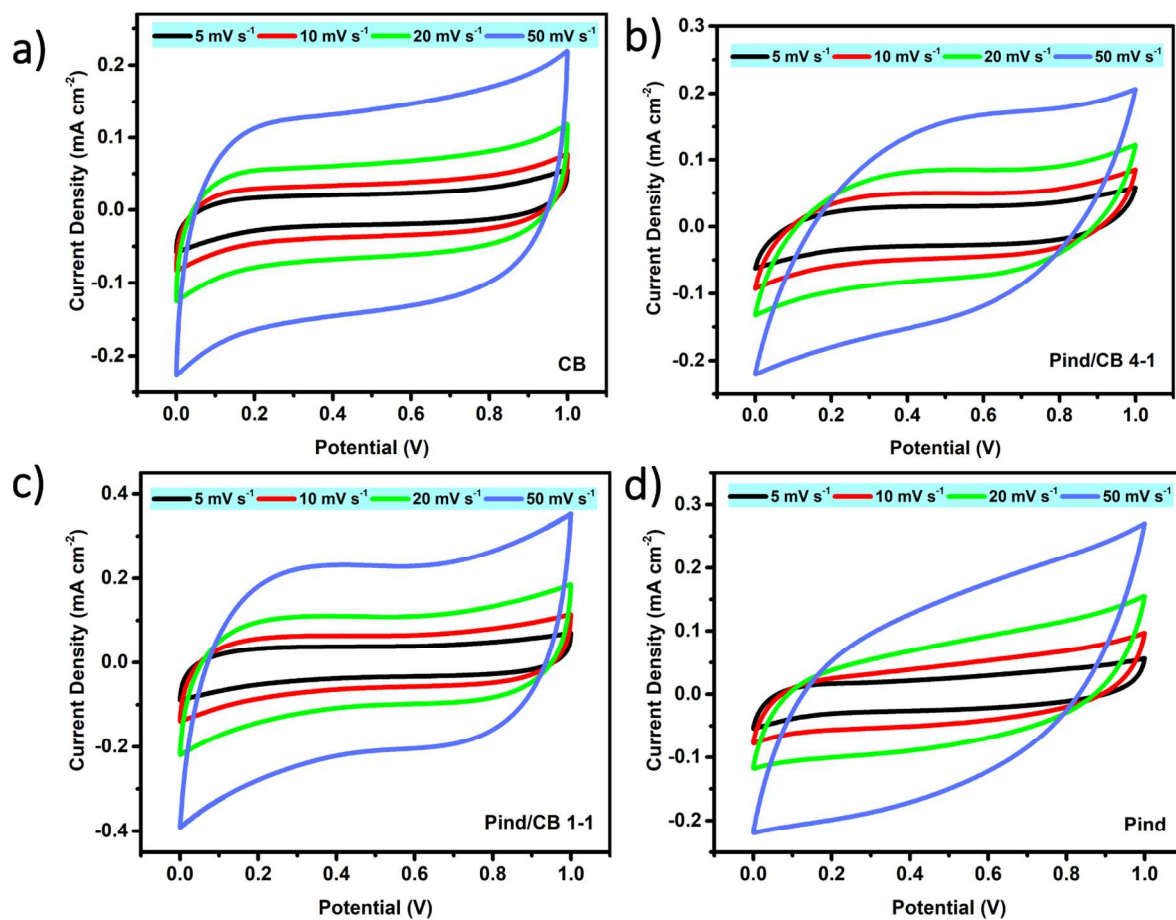 a)
5 mV s⁻¹ 10 mV s⁻¹ 20 mV s⁻¹ 50 mV s⁻¹
Current Density (mA cm⁻²)
0.2
0.1
0.0
-0.1
-0.2
CB
0.0 0.2 0.4 0.6 0.8 1.0
Potential (V)
b)
5 mV s⁻¹ 10 mV s⁻¹ 20 mV s⁻¹ 50 mV s⁻¹
Current Density (mA cm⁻²)
0.3
0.2
0.1
0.0
-0.1
-0.2
Pind/CB 4-1
0.0 0.2 0.4 0.6 0.8 1.0
Potential (V)
c)
5 mV s⁻¹ 10 mV s⁻¹ 20 mV s⁻¹ 50 mV s⁻¹
Current Density (mA cm⁻²)
0.4
0.2
0.0
-0.2
-0.4
Pind/CB 1-1
0.0 0.2 0.4 0.6 0.8 1.0
Potential (V)
d)
5 mV s⁻¹ 10 mV s⁻¹ 20 mV s⁻¹ 50 mV s⁻¹
Current Density (mA cm⁻²)
0.3
0.2
0.1
0.0
-0.1
-0.2
Pind
0.0 0.2 0.4 0.6 0.8 1.0
Potential (V)